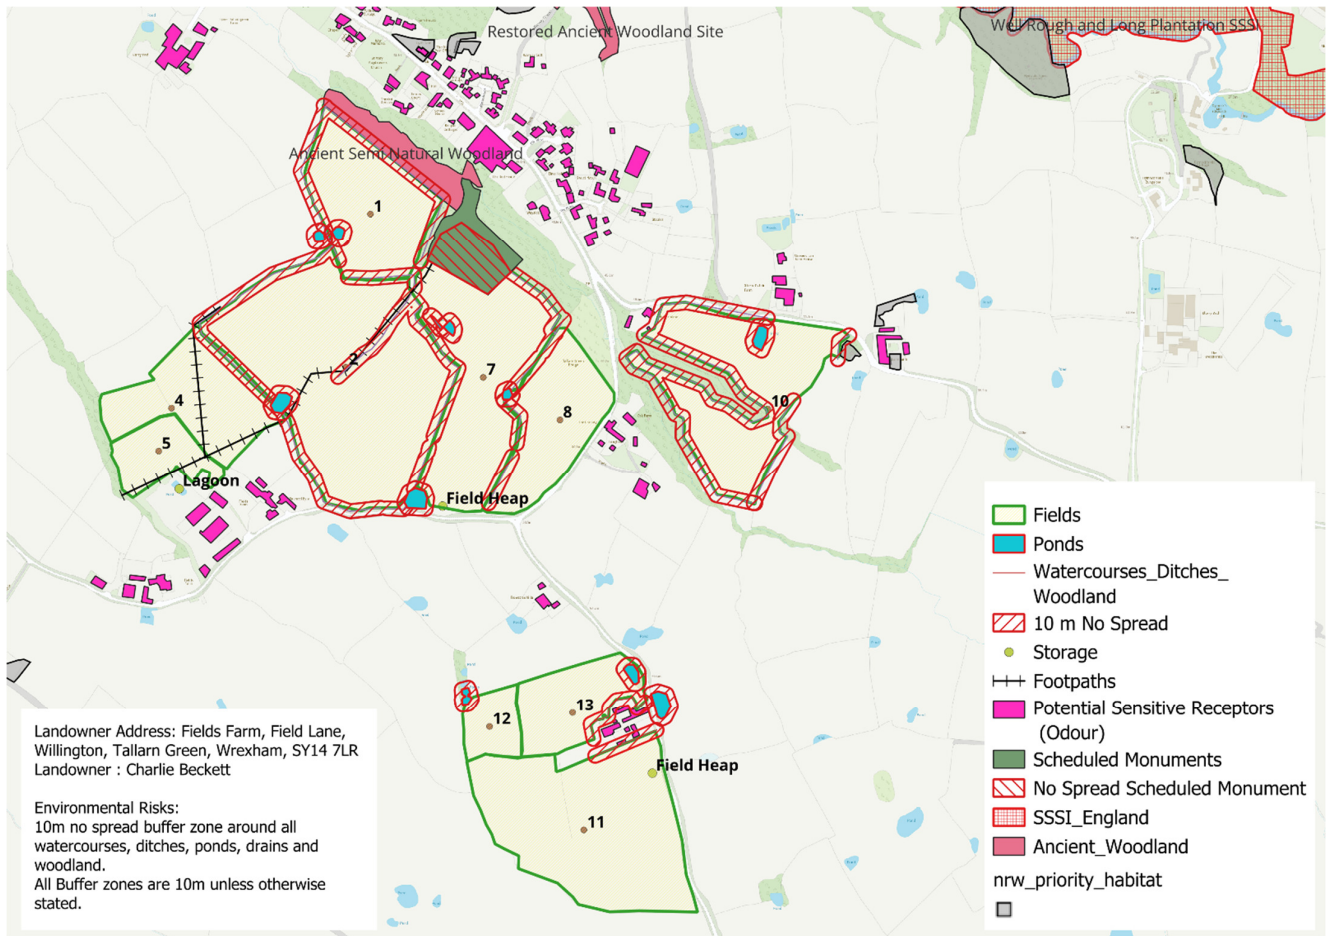 Restored Ancient Woodland Site
Well Rough and Long Plantation SSSI
Ancient Semi Natural Woodland
1
2
7
4
8
10
5
Lagoon
Field Heap
13
12
Field Heap
11
Fields
Ponds
Watercourses_Ditches_
Woodland
10 m No Spread
Storage
Footpaths
Potential Sensitive Receptors
(Odour)
Scheduled Monuments
No Spread Scheduled Monument
SSSI_England
Ancient_Woodland
nrw_priority_habitat
Landowner Address: Fields Farm, Field Lane,
Willington, Tallarn Green, Wrexham, SY14 7LR
Landowner : Charlie Beckett
Environmental Risks:
10m no spread buffer zone around all
watercourses, ditches, ponds, drains and
woodland.
All Buffer zones are 10m unless otherwise
stated.